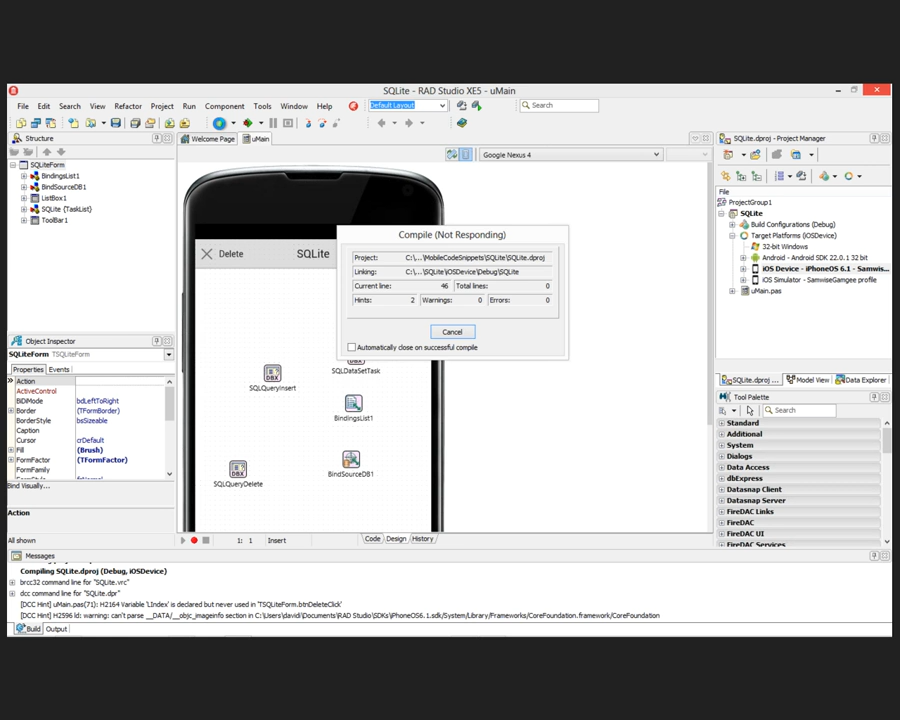 SQLite - RAD Studio XE5 - uMain
File Edit Search View Refactor Project Run Component Tools Window Help
Default Layout
Search
Structure
SQLiteForm
BindingsList1
BindSourceDB1
ListBox1
SQLite {TaskList}
ToolBar1
Object Inspector
SQLiteForm TSQLiteForm
Properties Events
Action
ActiveControl
BiDiMode bdLeftToRight
Border (TFormBorder)
BorderStyle bsSizeable
Caption
Cursor crDefault
Fill (Brush)
FormFactor (TFormFactor)
FormFamily
Bind Visually...
Action
All shown
Welcome Page uMain
Google Nexus 4
Delete SQLite
SQLQueryInsert
SQLDataSetTask
BindingsList1
SQLQueryDelete
BindSourceDB1
Compile (Not Responding)
Project: C:\...\MobileCodeSnippets\SQLite\SQLite.dproj
Linking: C:\...\SQLite\iOSDevice\Debug\SQLite
Current line: 46 Total lines: 0
Hints: 2 Warnings: 0 Errors: 0
Cancel
Automatically close on successful compile
1: 1 Insert
Code Design History
SQLite.dproj - Project Manager
File
ProjectGroup1
SQLite
Build Configurations (Debug)
Target Platforms (iOSDevice)
32-bit Windows
Android - Android SDK 22.0.1 32 bit
iOS Device - iPhoneOS 6.1 - Samwis...
iOS Simulator - SamwiseGamgee profile
uMain.pas
SQLite.dproj ... Model View Data Explorer
Tool Palette
Search
Standard
Additional
System
Dialogs
Data Access
dbExpress
Datasnap Client
Datasnap Server
FireDAC Links
FireDAC
FireDAC UI
FireDAC Services
Messages
Compiling SQLite.dproj (Debug, iOSDevice)
brcc32 command line for "SQLite.vrc"
dcc command line for "SQLite.dpr"
[DCC Hint] uMain.pas(71): H2164 Variable 'LIndex' is declared but never used in 'TSQLiteForm.btnDeleteClick'
[DCC Hint] H2596 ld: warning: can't parse __DATA/__objc_imageinfo section in C:\Users\davidi\Documents\RAD Studio\SDKs\iPhoneOS6.1.sdk/System/Library/Frameworks/CoreFoundation.framework/CoreFoundation
Build Output